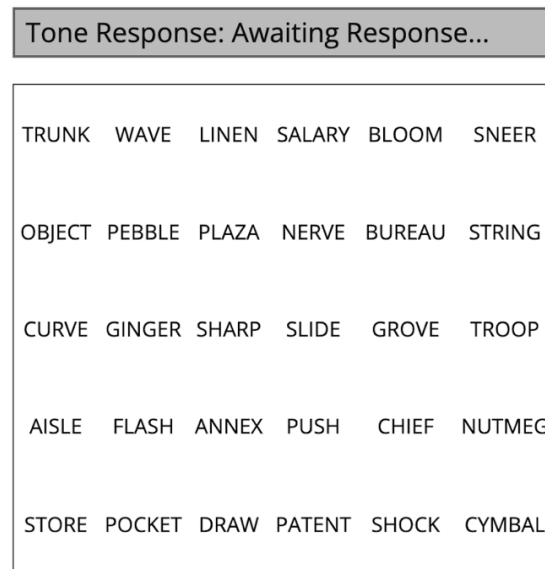 Tone Response: Awaiting Response...
TRUNK WAVE LINEN SALARY BLOOM SNEER
OBJECT PEBBLE PLAZA NERVE BUREAU STRING
CURVE GINGER SHARP SLIDE GROVE TROOP
AISLE FLASH ANNEX PUSH CHIEF NUTMEG
STORE POCKET DRAW PATENT SHOCK CYMBAL